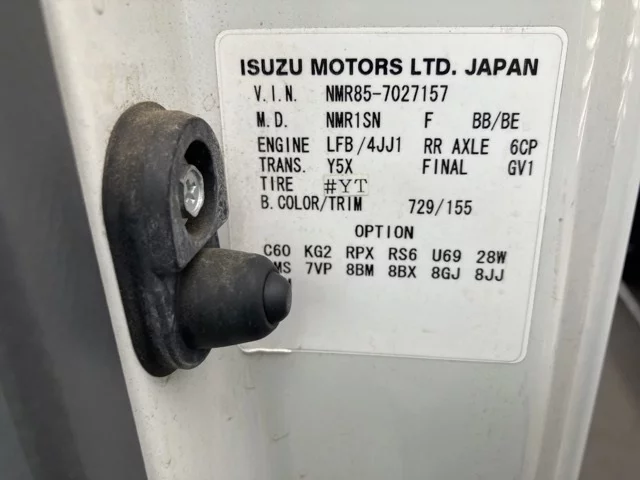 ISUZU MOTORS LTD. JAPAN
V.I.N. NMR85-7027157
M.D. NMR1SN F BB/BE
ENGINE LFB/4JJ1 RR AXLE 6CP
TRANS. Y5X FINAL GV1
TIRE #YT
B.COLOR/TRIM 729/155
OPTION
C60 KG2 RPX RS6 U69 28W
7VP 8BM 8BX 8GJ 8JJ